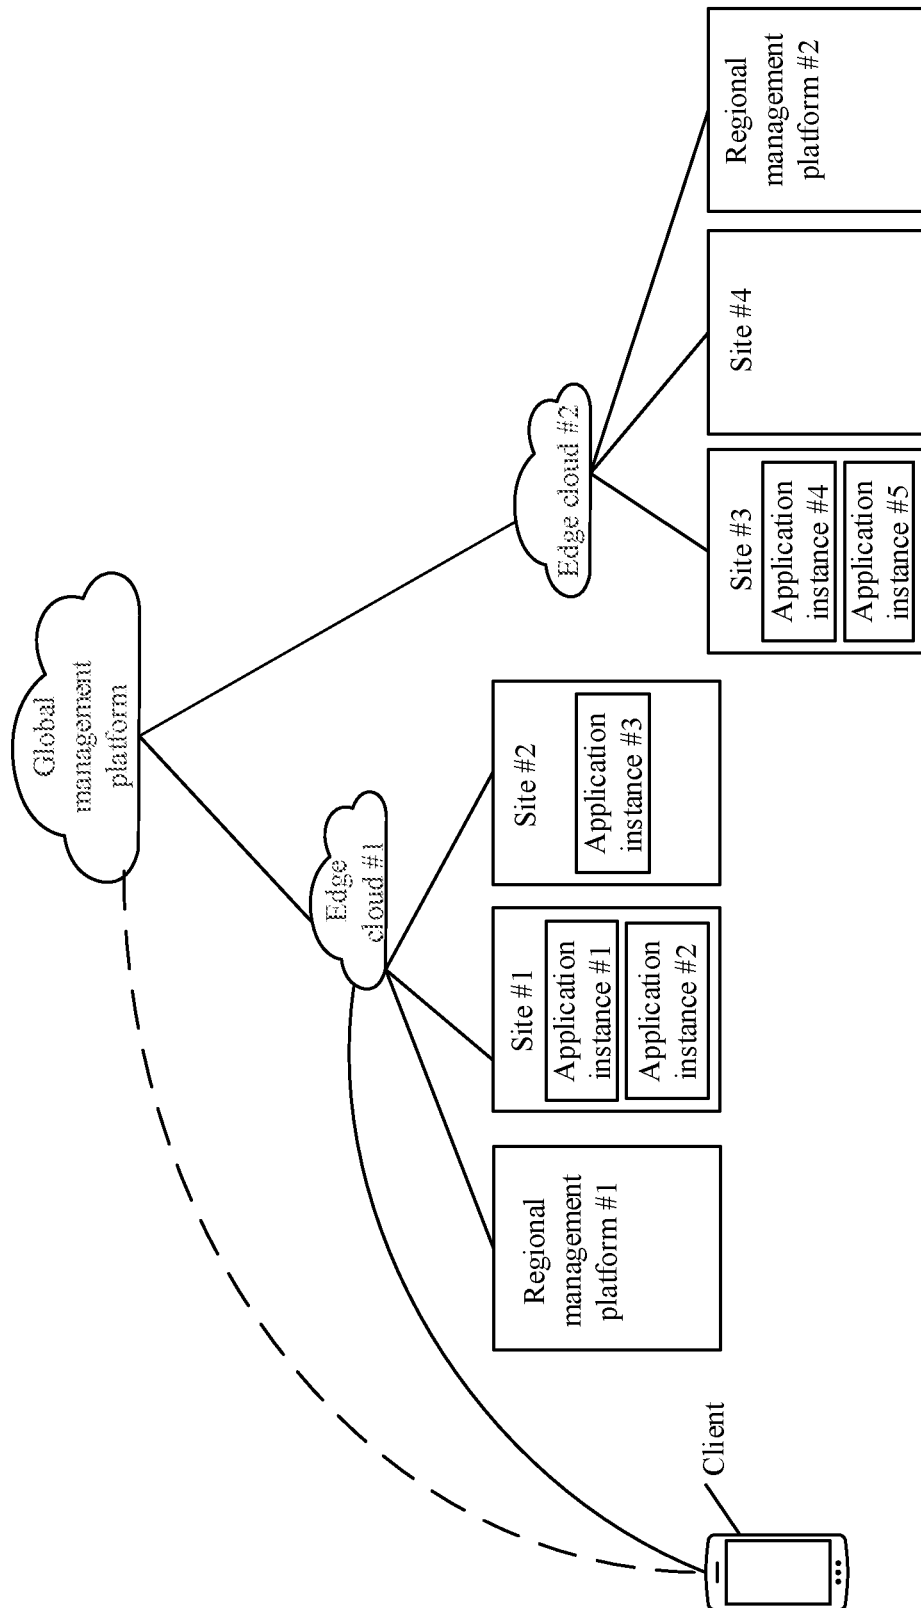 Global
management
platform
Edge
cloud #1
Edge cloud #2
Client
Regional
management
platform #1
Site #1
Application
instance #1
Application
instance #2
Site #2
Application
instance #3
Site #3
Application
instance #4
Application
instance #5
Site #4
Regional
management
platform #2